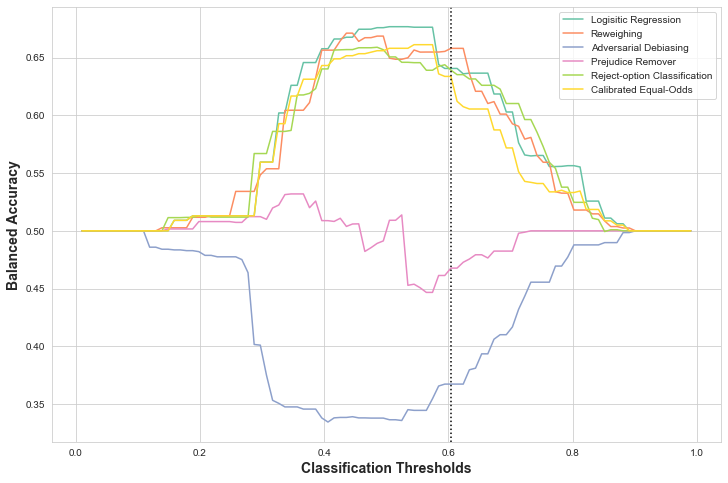 Logisitic Regression
Reweighing
Adversarial Debiasing
Prejudice Remover
Reject-option Classification
Calibrated Equal-Odds
Balanced Accuracy
0.65
0.60
0.55
0.50
0.45
0.40
0.35
0.0 0.2 0.4 0.6 0.8 1.0
Classification Thresholds